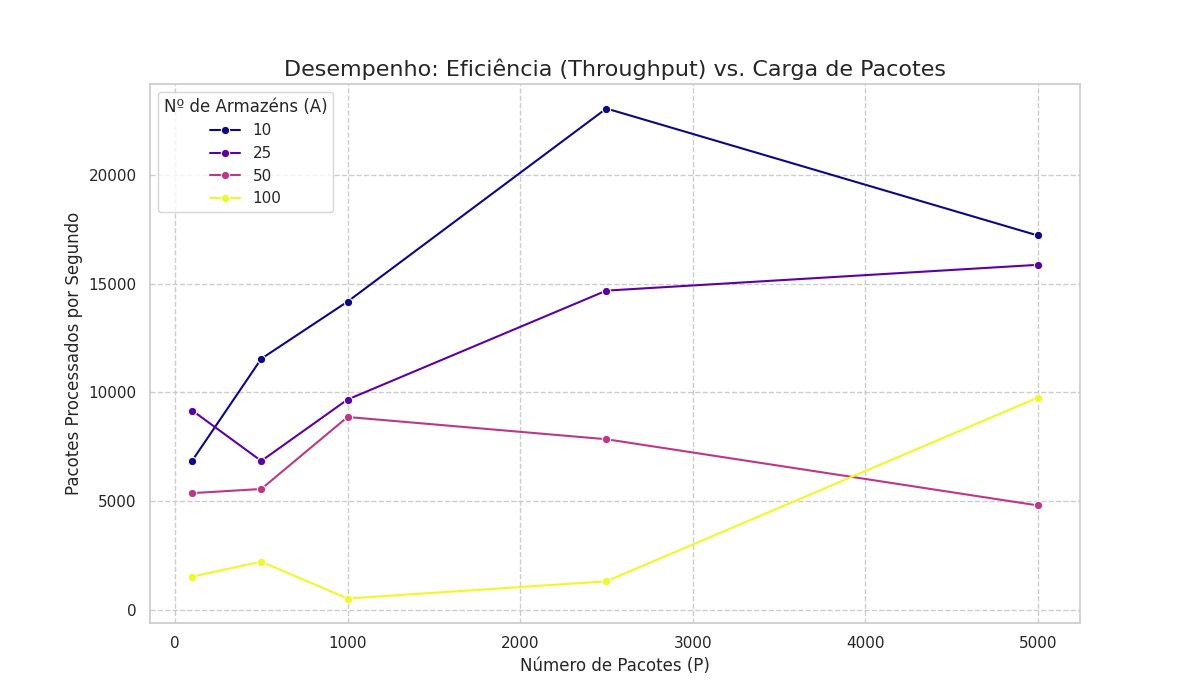 Desempenho: Eficiência (Throughput) vs. Carga de Pacotes
Nº de Armazéns (A)
10
25
50
100
Pacotes Processados por Segundo
20000
15000
10000
5000
0
0 1000 2000 3000 4000 5000
Número de Pacotes (P)